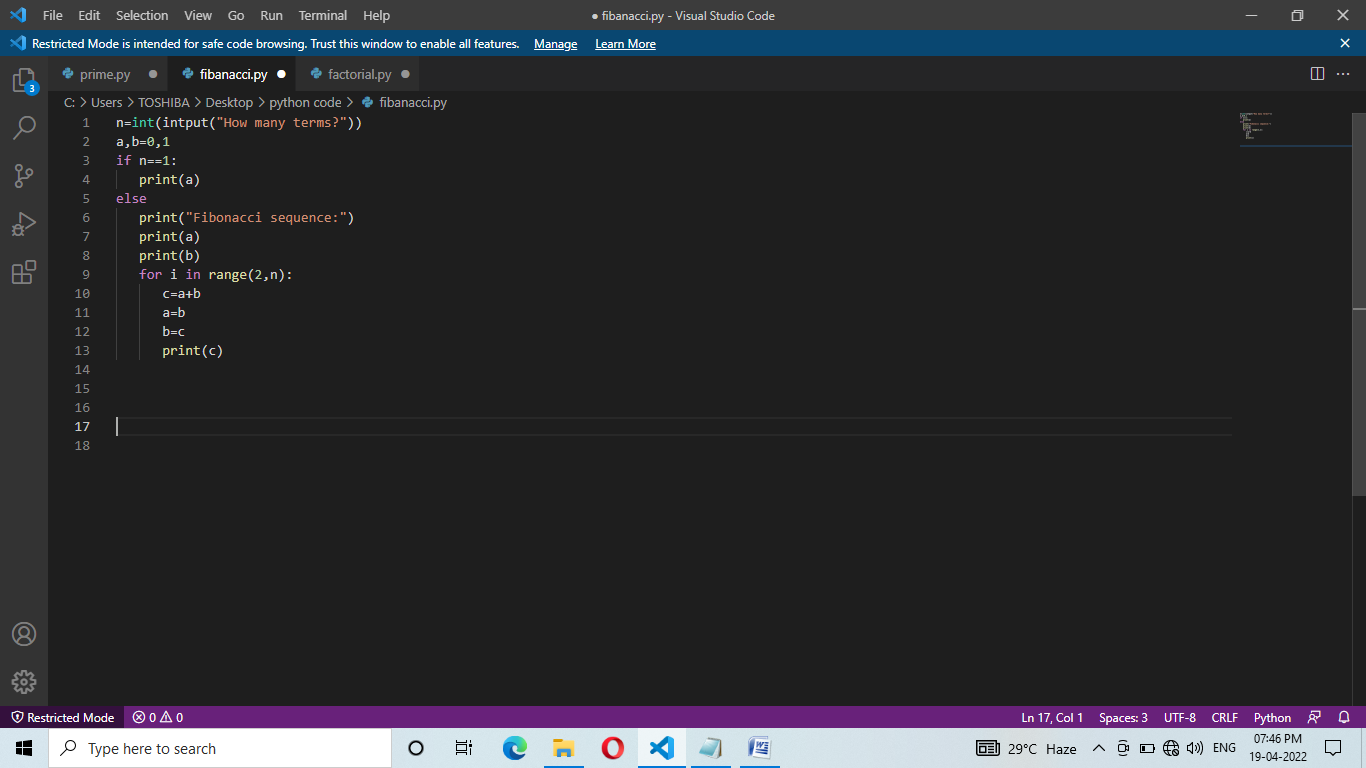 File Edit Selection View Go Run Terminal Help ● fibanacci.py - Visual Studio Code
Restricted Mode is intended for safe code browsing. Trust this window to enable all features. Manage Learn More
prime.py ● fibanacci.py ● factorial.py ●
3
C: > Users > TOSHIBA > Desktop > python code > fibanacci.py
1 n=int(intput("How many terms?"))
2 a,b=0,1
3 if n==1:
4 print(a)
5 else
6 print("Fibonacci sequence:")
7 print(a)
8 print(b)
9 for i in range(2,n):
10 c=a+b
11 a=b
12 b=c
13 print(c)
14
15
16
17
18
Restricted Mode 0 0 Ln 17, Col 1 Spaces: 3 UTF-8 CRLF Python
Type here to search 29°C Haze ENG 07:46 PM
19-04-2022